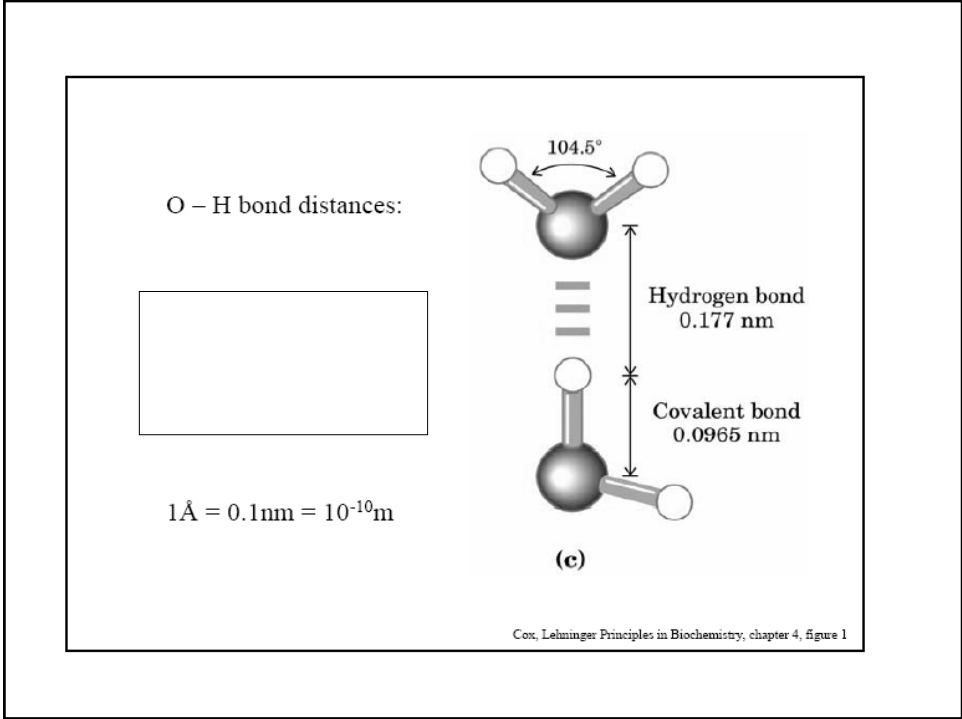 104.5°
O – H bond distances:
Hydrogen bond
0.177 nm
Covalent bond
0.0965 nm
1Å = 0.1nm = 10⁻¹⁰m
(c)
Cox, Lehninger Principles in Biochemistry, chapter 4, figure 1